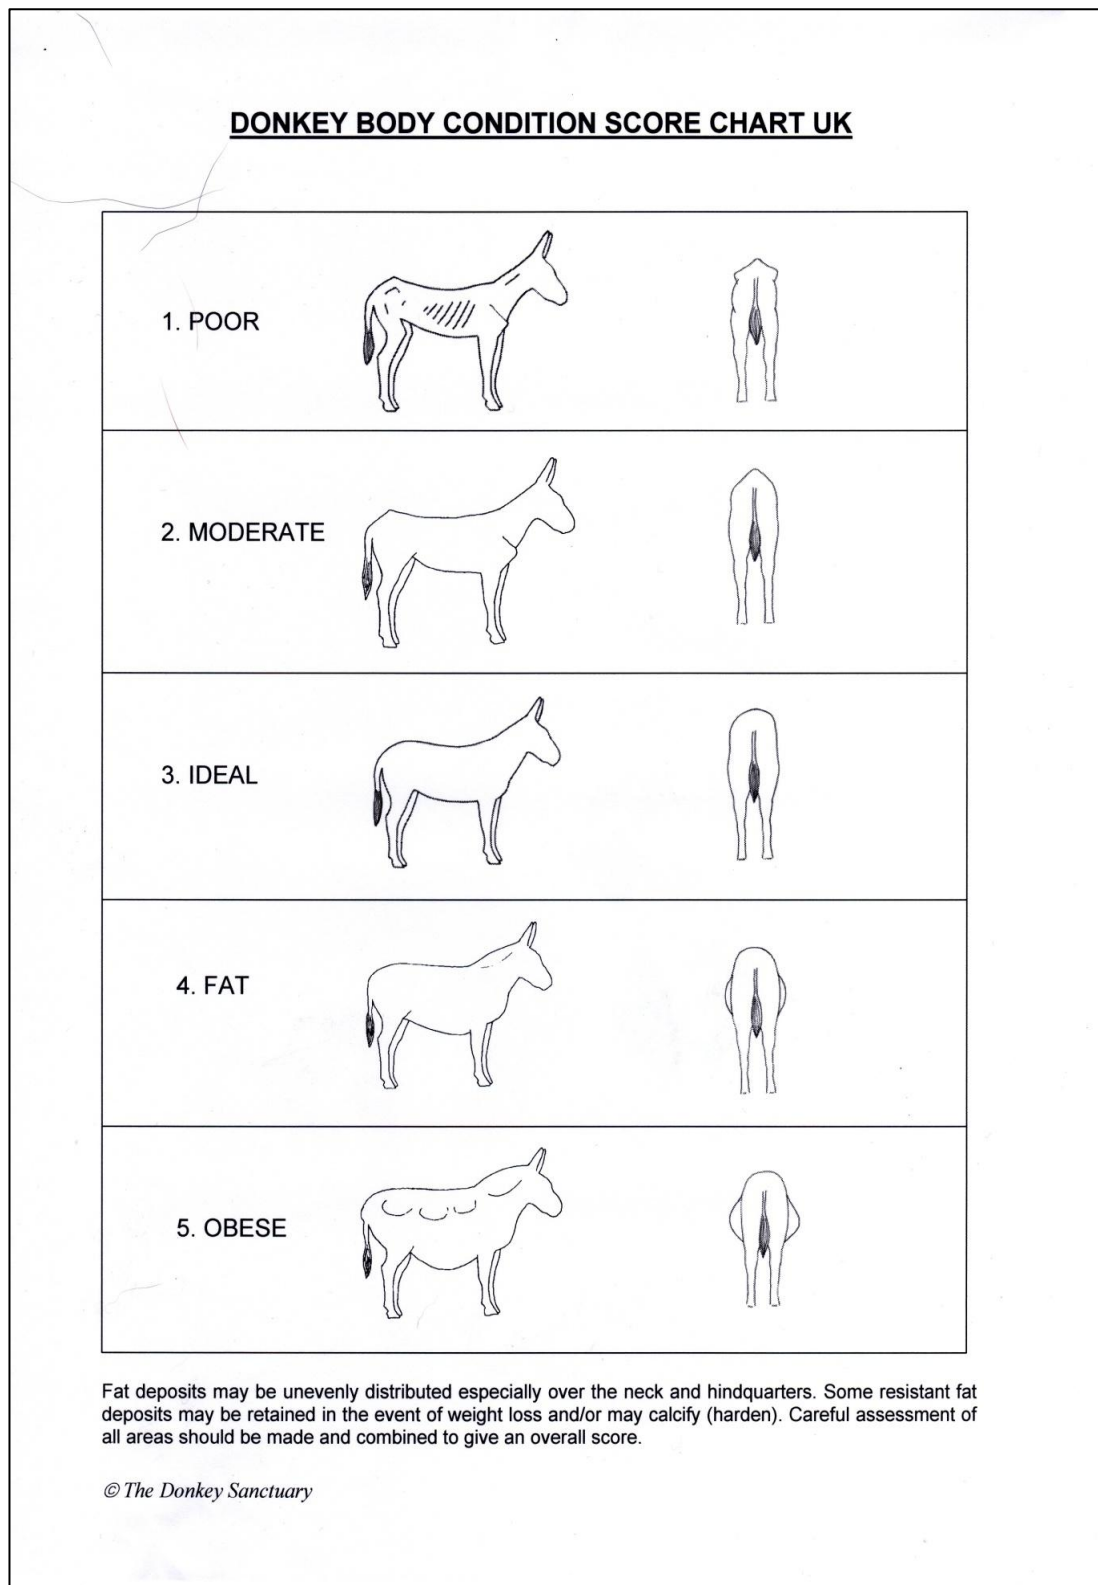 DONKEY BODY CONDITION SCORE CHART UK
1. POOR
2. MODERATE
3. IDEAL
4. FAT
5. OBESE
Fat deposits may be unevenly distributed especially over the neck and hindquarters. Some resistant fat
deposits may be retained in the event of weight loss and/or may calcify (harden). Careful assessment of
all areas should be made and combined to give an overall score.
© The Donkey Sanctuary